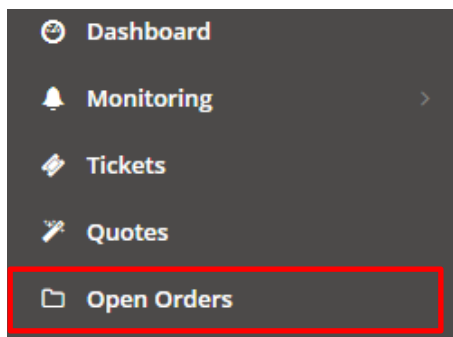 Dashboard
Monitoring
Tickets
Quotes
Open Orders